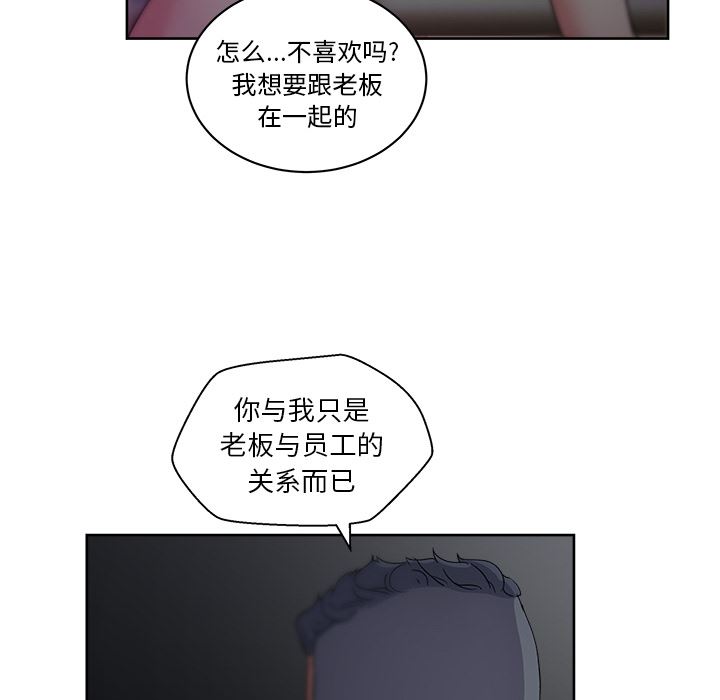 怎么...不喜欢吗?
我想要跟老板
在一起的
你与我只是
老板与员工的
关系而已